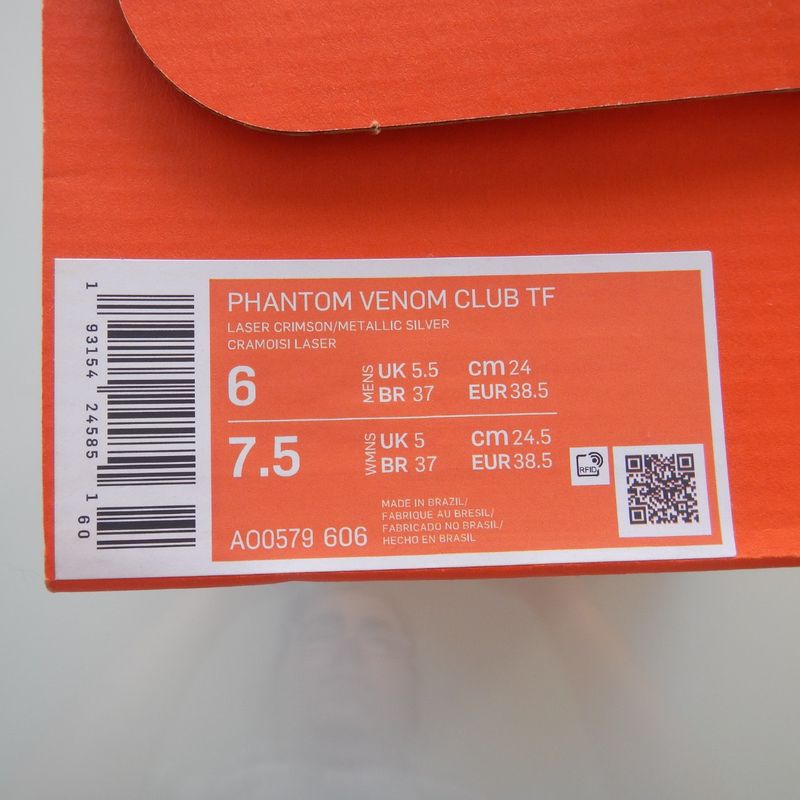 1 93154 24585 160
PHANTOM VENOM CLUB TF
LASER CRIMSON/METALLIC SILVER
CRAMOISI LASER
6 MENS UK 5.5 cm 24
BR 37 EUR 38.5
7.5 WMNS UK 5 cm 24.5
BR 37 EUR 38.5
RFID
MADE IN BRAZIL/
FABRIQUE AU BRESIL/
FABRICADO NO BRASIL/
HECHO EN BRASIL
AO0579 606